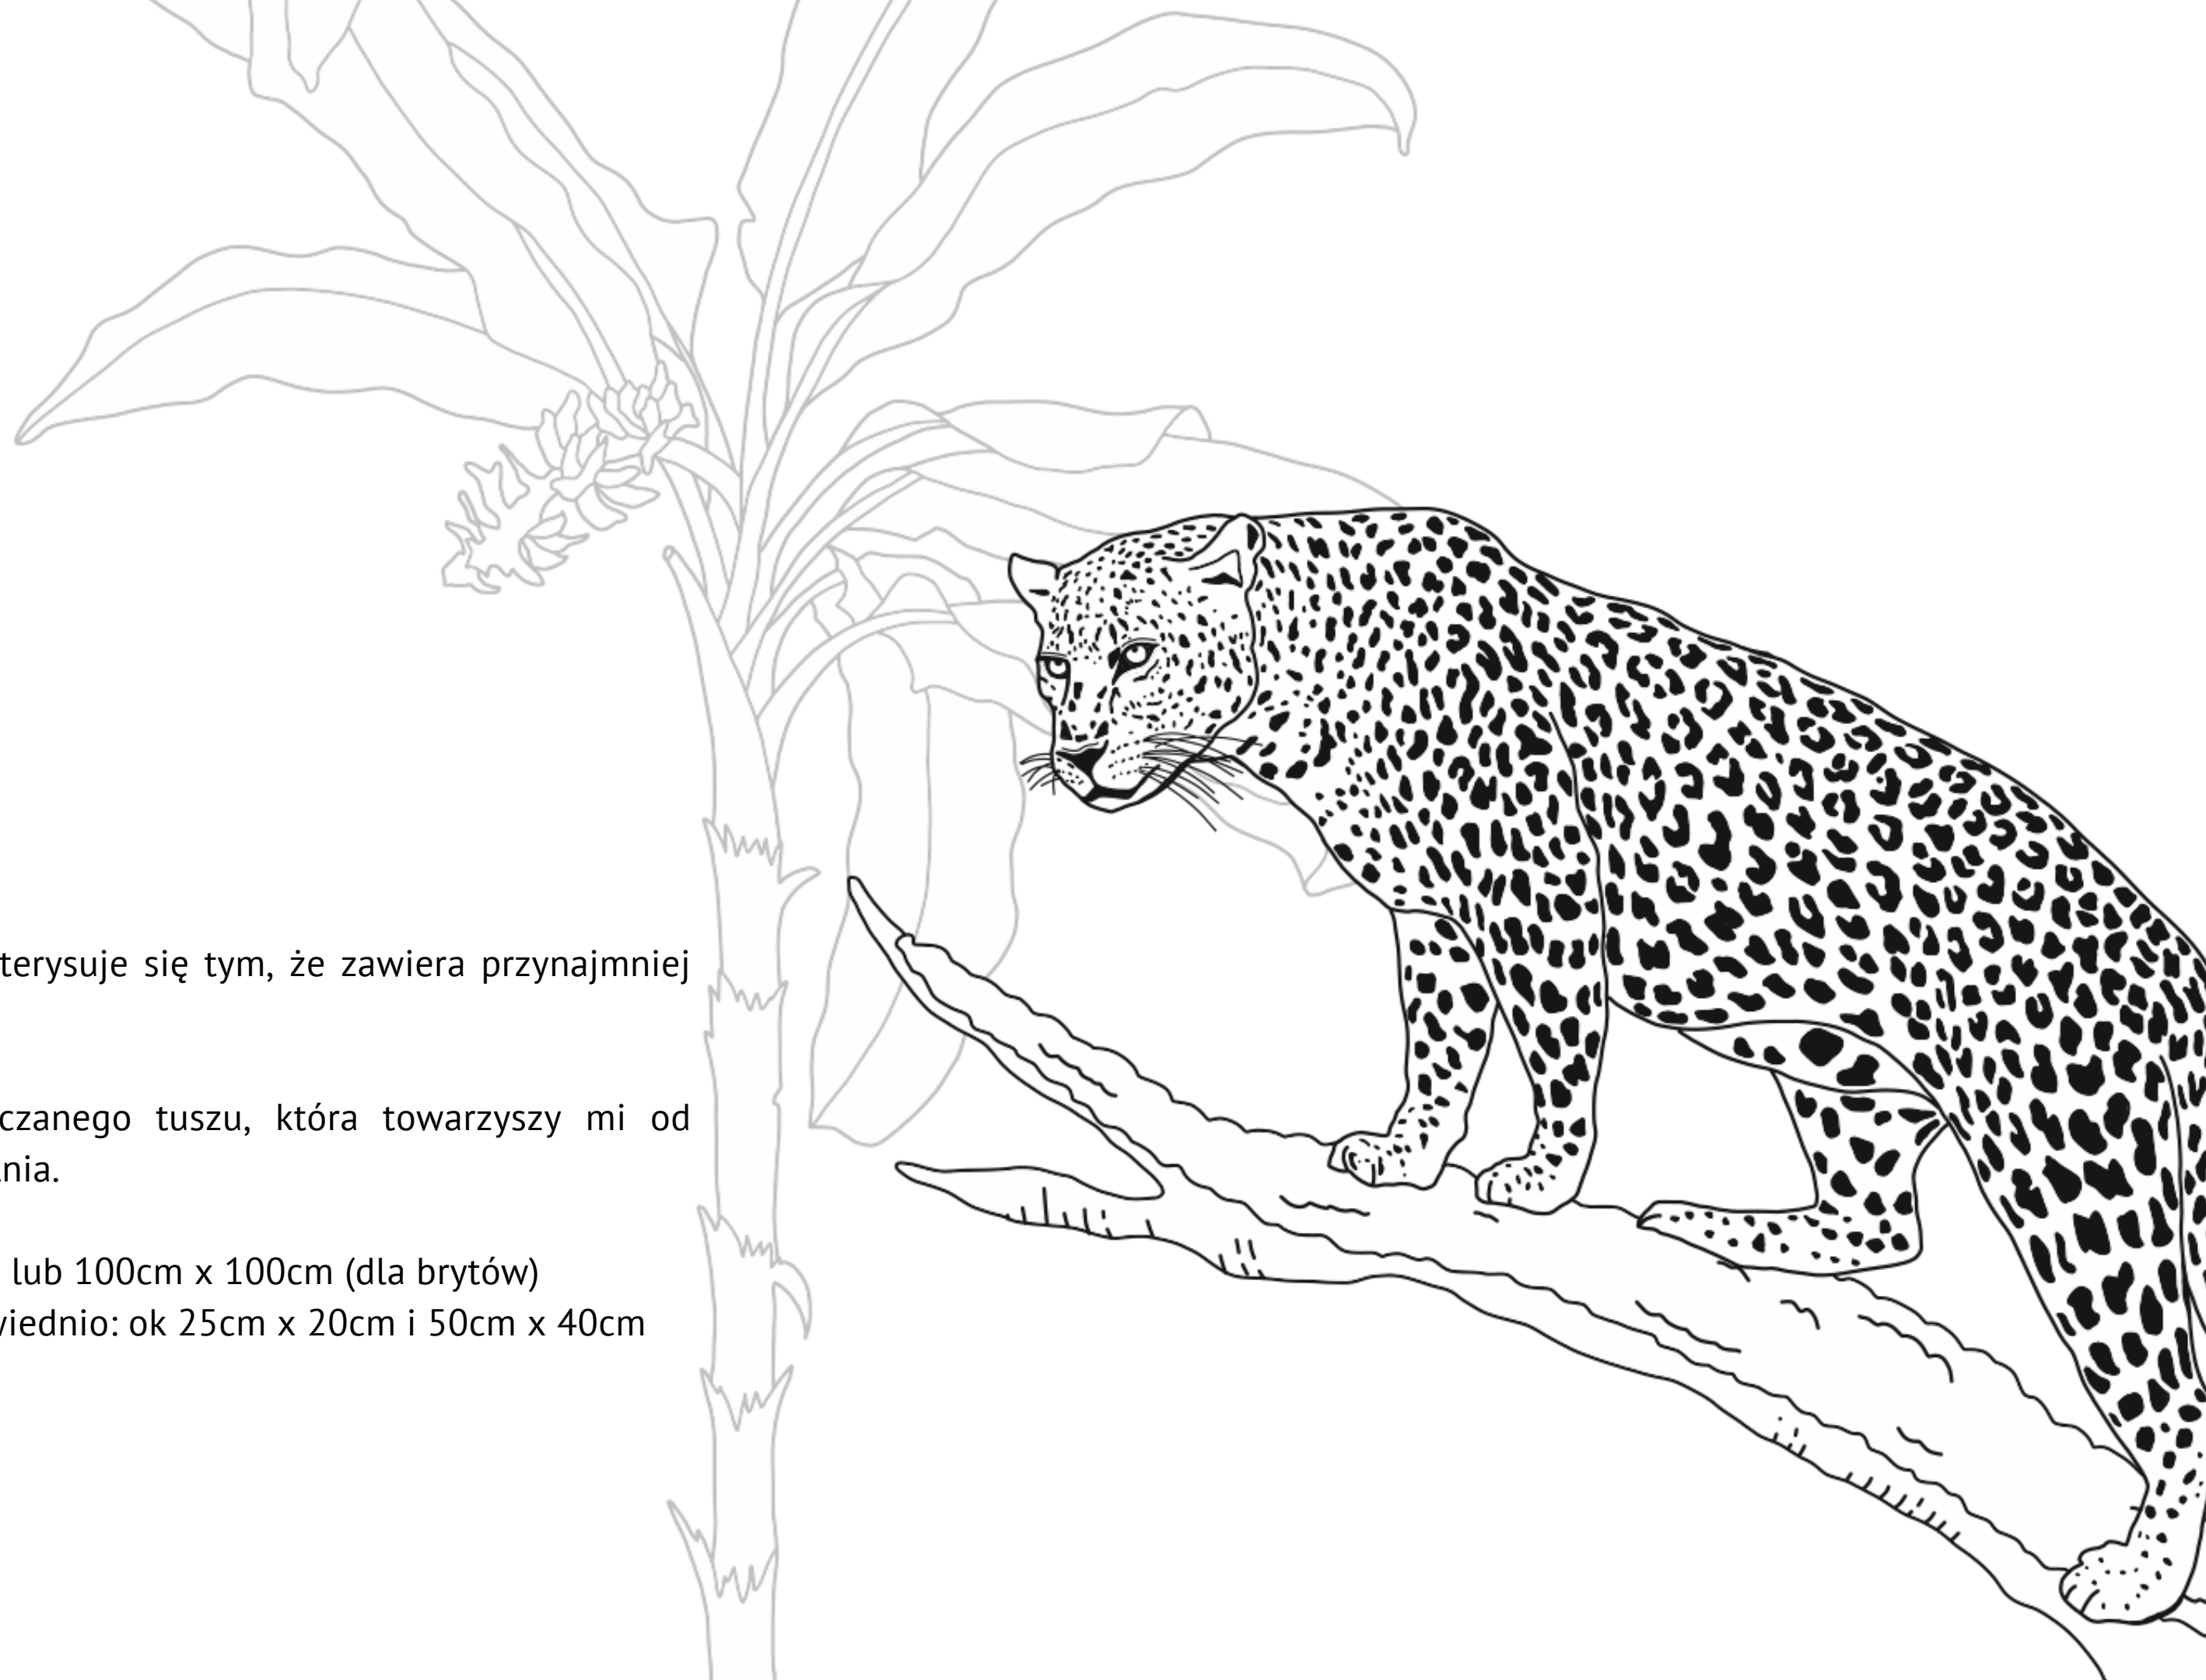 terysuje się tym, że zawiera przynajmniej
czanego tuszu, która towarzyszy mi od
nia.
lub 100cm x 100cm (dla brytów)
wiednio: ok 25cm x 20cm i 50cm x 40cm